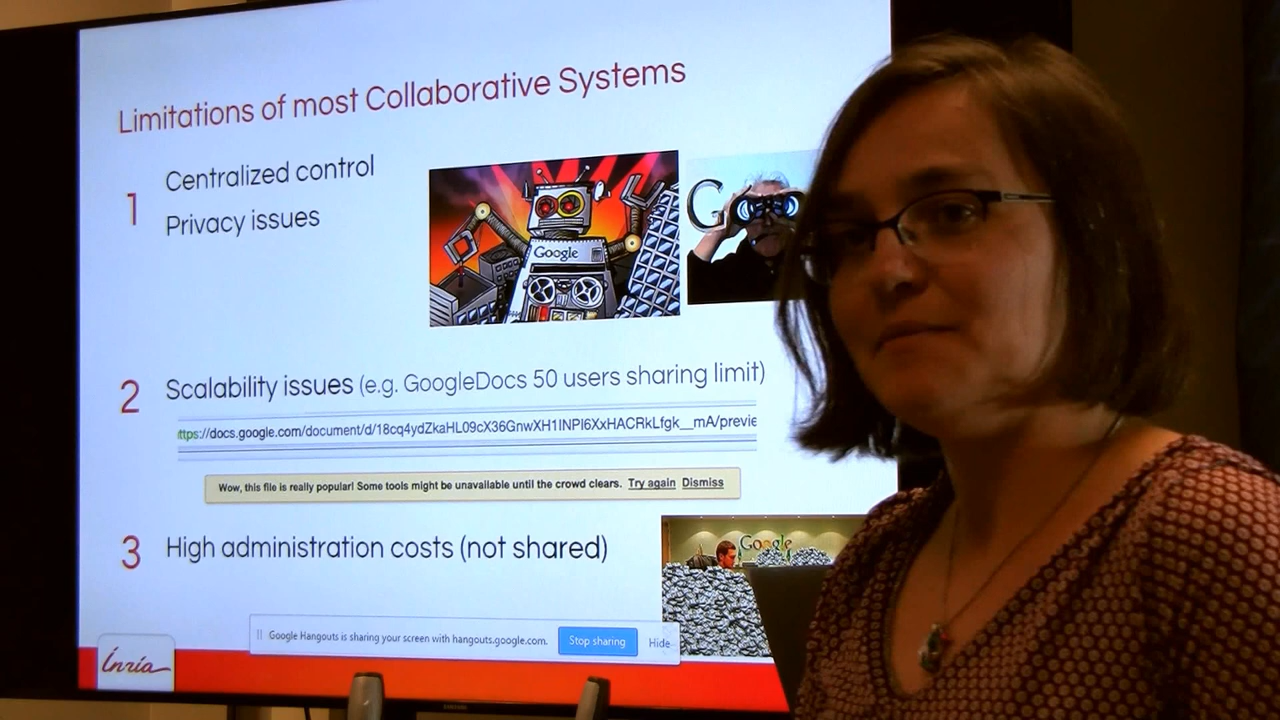 Limitations of most Collaborative Systems
1
Centralized control
Privacy issues
Google
G
2
Scalability issues (e.g. GoogleDocs 50 users sharing limit)
ttps://docs.google.com/document/d/18cq4ydZkaHL09cX36GnwXH1INPI6XxHACRkLfgk__mA/previe
Wow, this file is really popular! Some tools might be unavailable until the crowd clears. Try again Dismiss
3
High administration costs (not shared)
Google
Google Hangouts is sharing your screen with hangouts.google.com. Stop sharing Hide
Inria
SAMSUNG